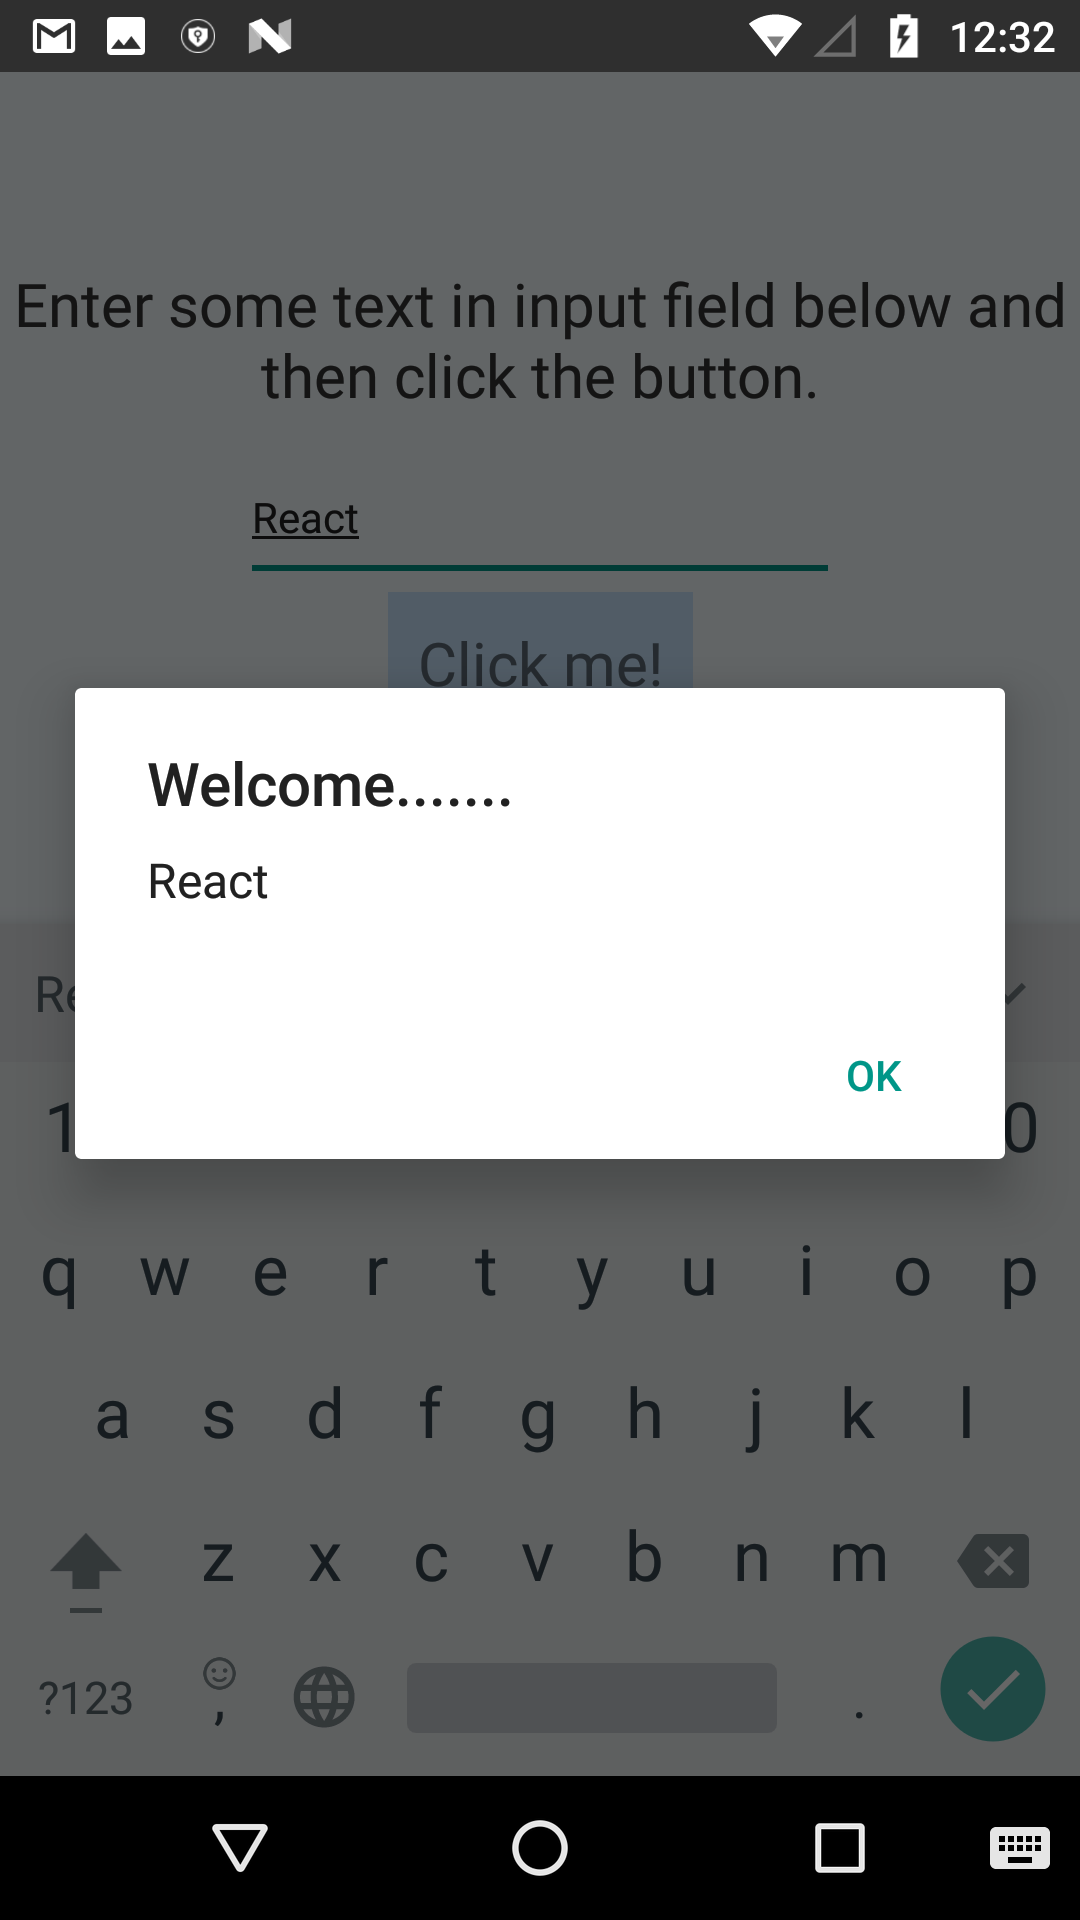 12:32
Enter some text in input field below and
then click the button.
React
Click me!
Welcome.......
React
OK
Re
1 0
q w e r t y u i o p
a s d f g h j k l
z x c v b n m
?123 , .